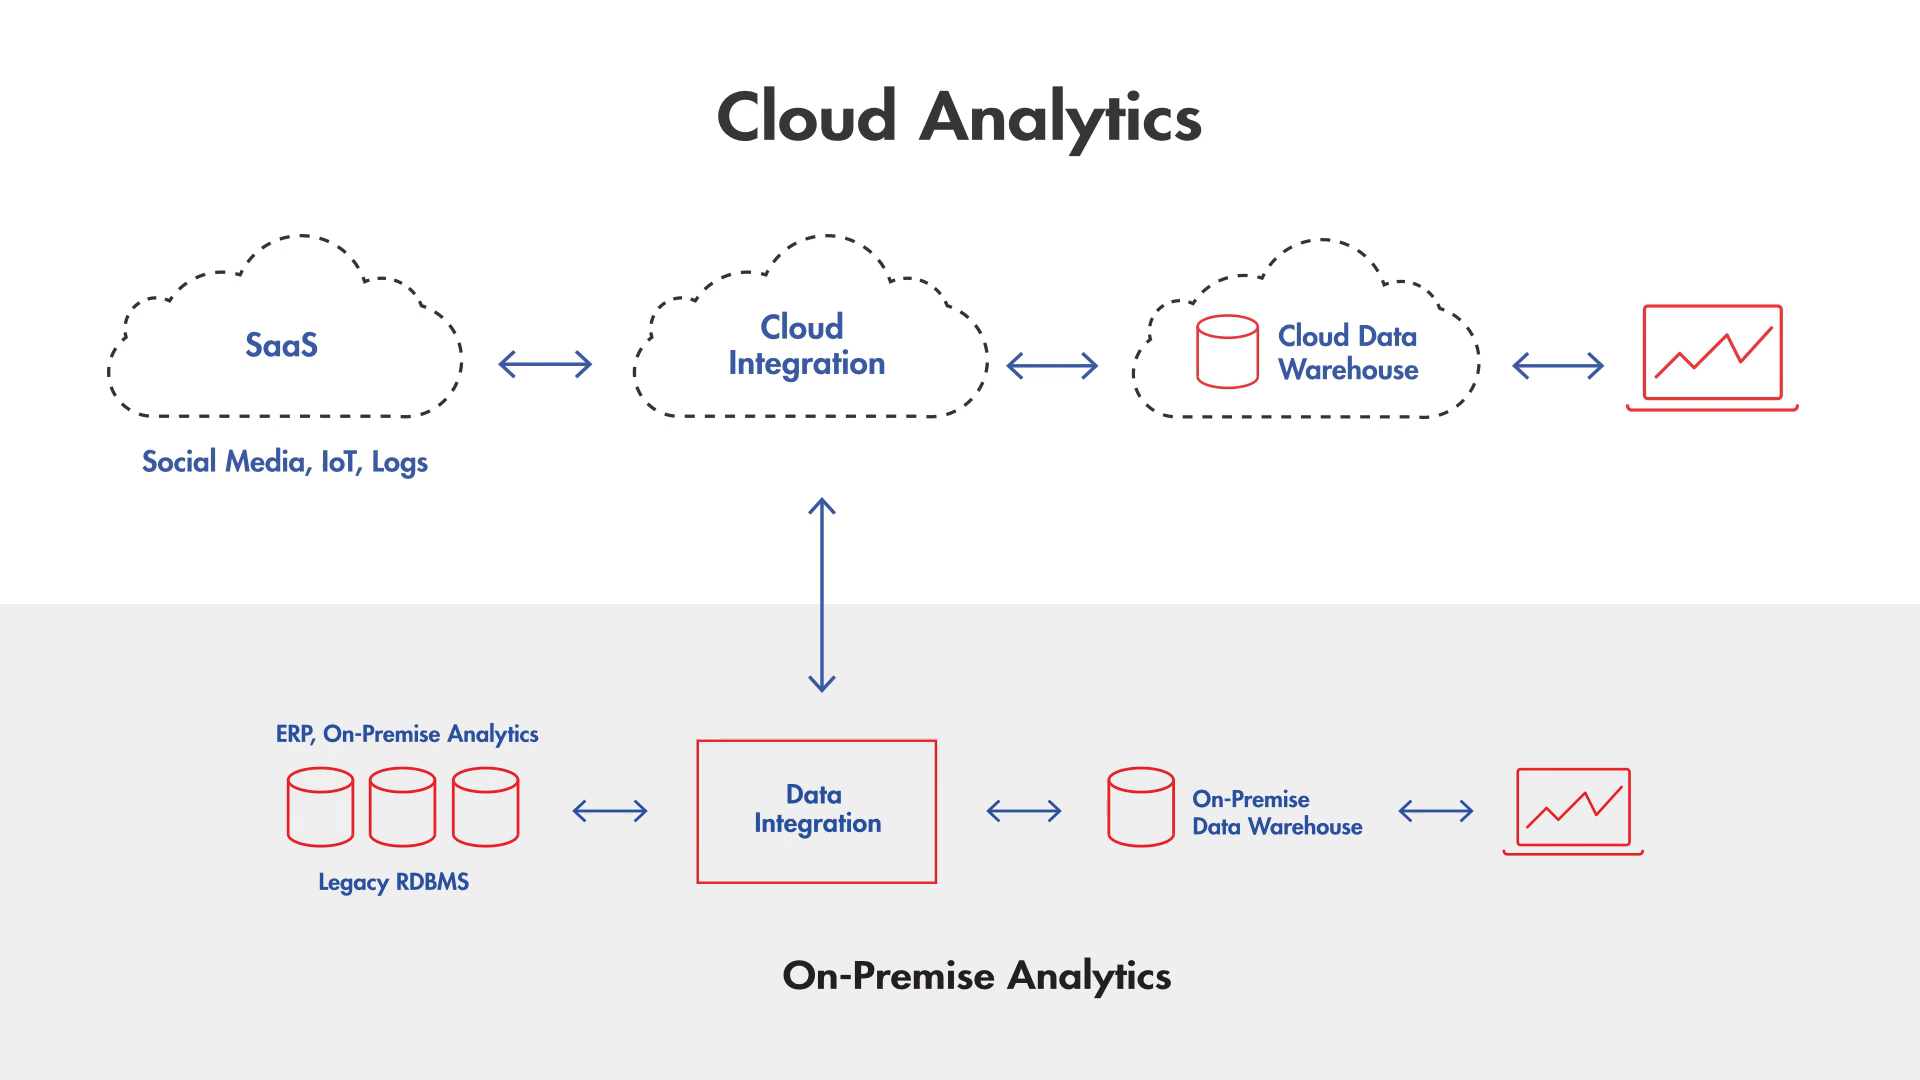 Cloud Analytics
SaaS
Social Media, IoT, Logs
Cloud
Integration
Cloud Data
Warehouse
ERP, On-Premise Analytics
Legacy RDBMS
Data
Integration
On-Premise
Data Warehouse
On-Premise Analytics